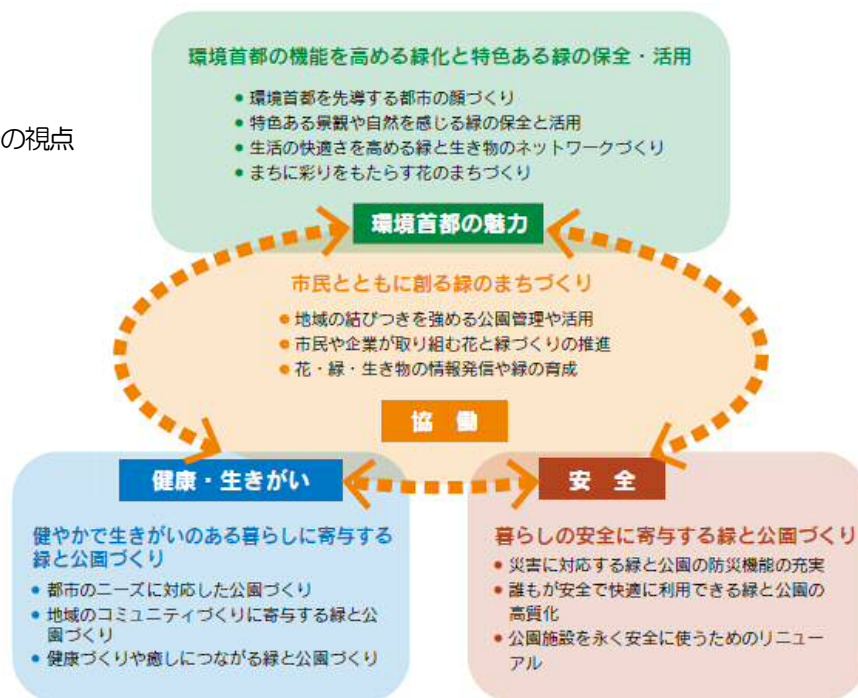 環境首都の機能を高める緑化と特色ある緑の保全・活用
• 環境首都を先導する都市の顔づくり
• 特色ある景観や自然を感じる緑の保全と活用
• 生活の快適さを高める緑と生き物のネットワークづくり
• まちに彩りをもたらす花のまちづくり
の視点
環境首都の魅力
市民とともに創る緑のまちづくり
• 地域の結びつきを強める公園管理や活用
• 市民や企業が取り組む花と緑づくりの推進
• 花・緑・生き物の情報発信や緑の育成
協 働
健康・生きがい
健やかで生きがいのある暮らしに寄与する
緑と公園づくり
• 都市のニーズに対応した公園づくり
• 地域のコミュニティづくりに寄与する緑と公
園づくり
• 健康づくりや癒しにつながる緑と公園づくり
安 全
暮らしの安全に寄与する緑と公園づくり
• 災害に対応する緑と公園の防災機能の充実
• 誰もが安全で快適に利用できる緑と公園の
高質化
• 公園施設を永く安全に使うためのリニュー
アル